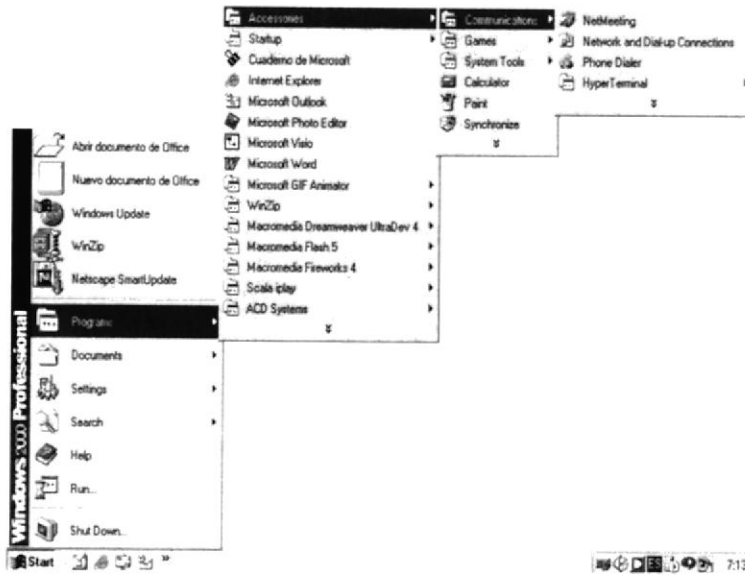 Accessories
Startup
Cuaderno de Microsoft
Internet Explorer
Microsoft Outlook
Microsoft Photo Editor
Microsoft Visio
Microsoft Word
Microsoft GIF Animator
WinZip
Macromedia Dreamweaver UltraDev 4
Macromedia Flash 5
Macromedia Fireworks 4
Scala iplay
ACD Systems
Communications
Games
System Tools
Calculator
Paint
Synchronize
NetMeeting
Network and Dial-up Connections
Phone Dialer
HyperTerminal
Abrir documento de Office
Nuevo documento de Office
Windows Update
WinZip
Netscape SmartUpdate
Programs
Documents
Settings
Search
Help
Run...
Shut Down...
Windows 2000 Professional
Start
ES
7:13